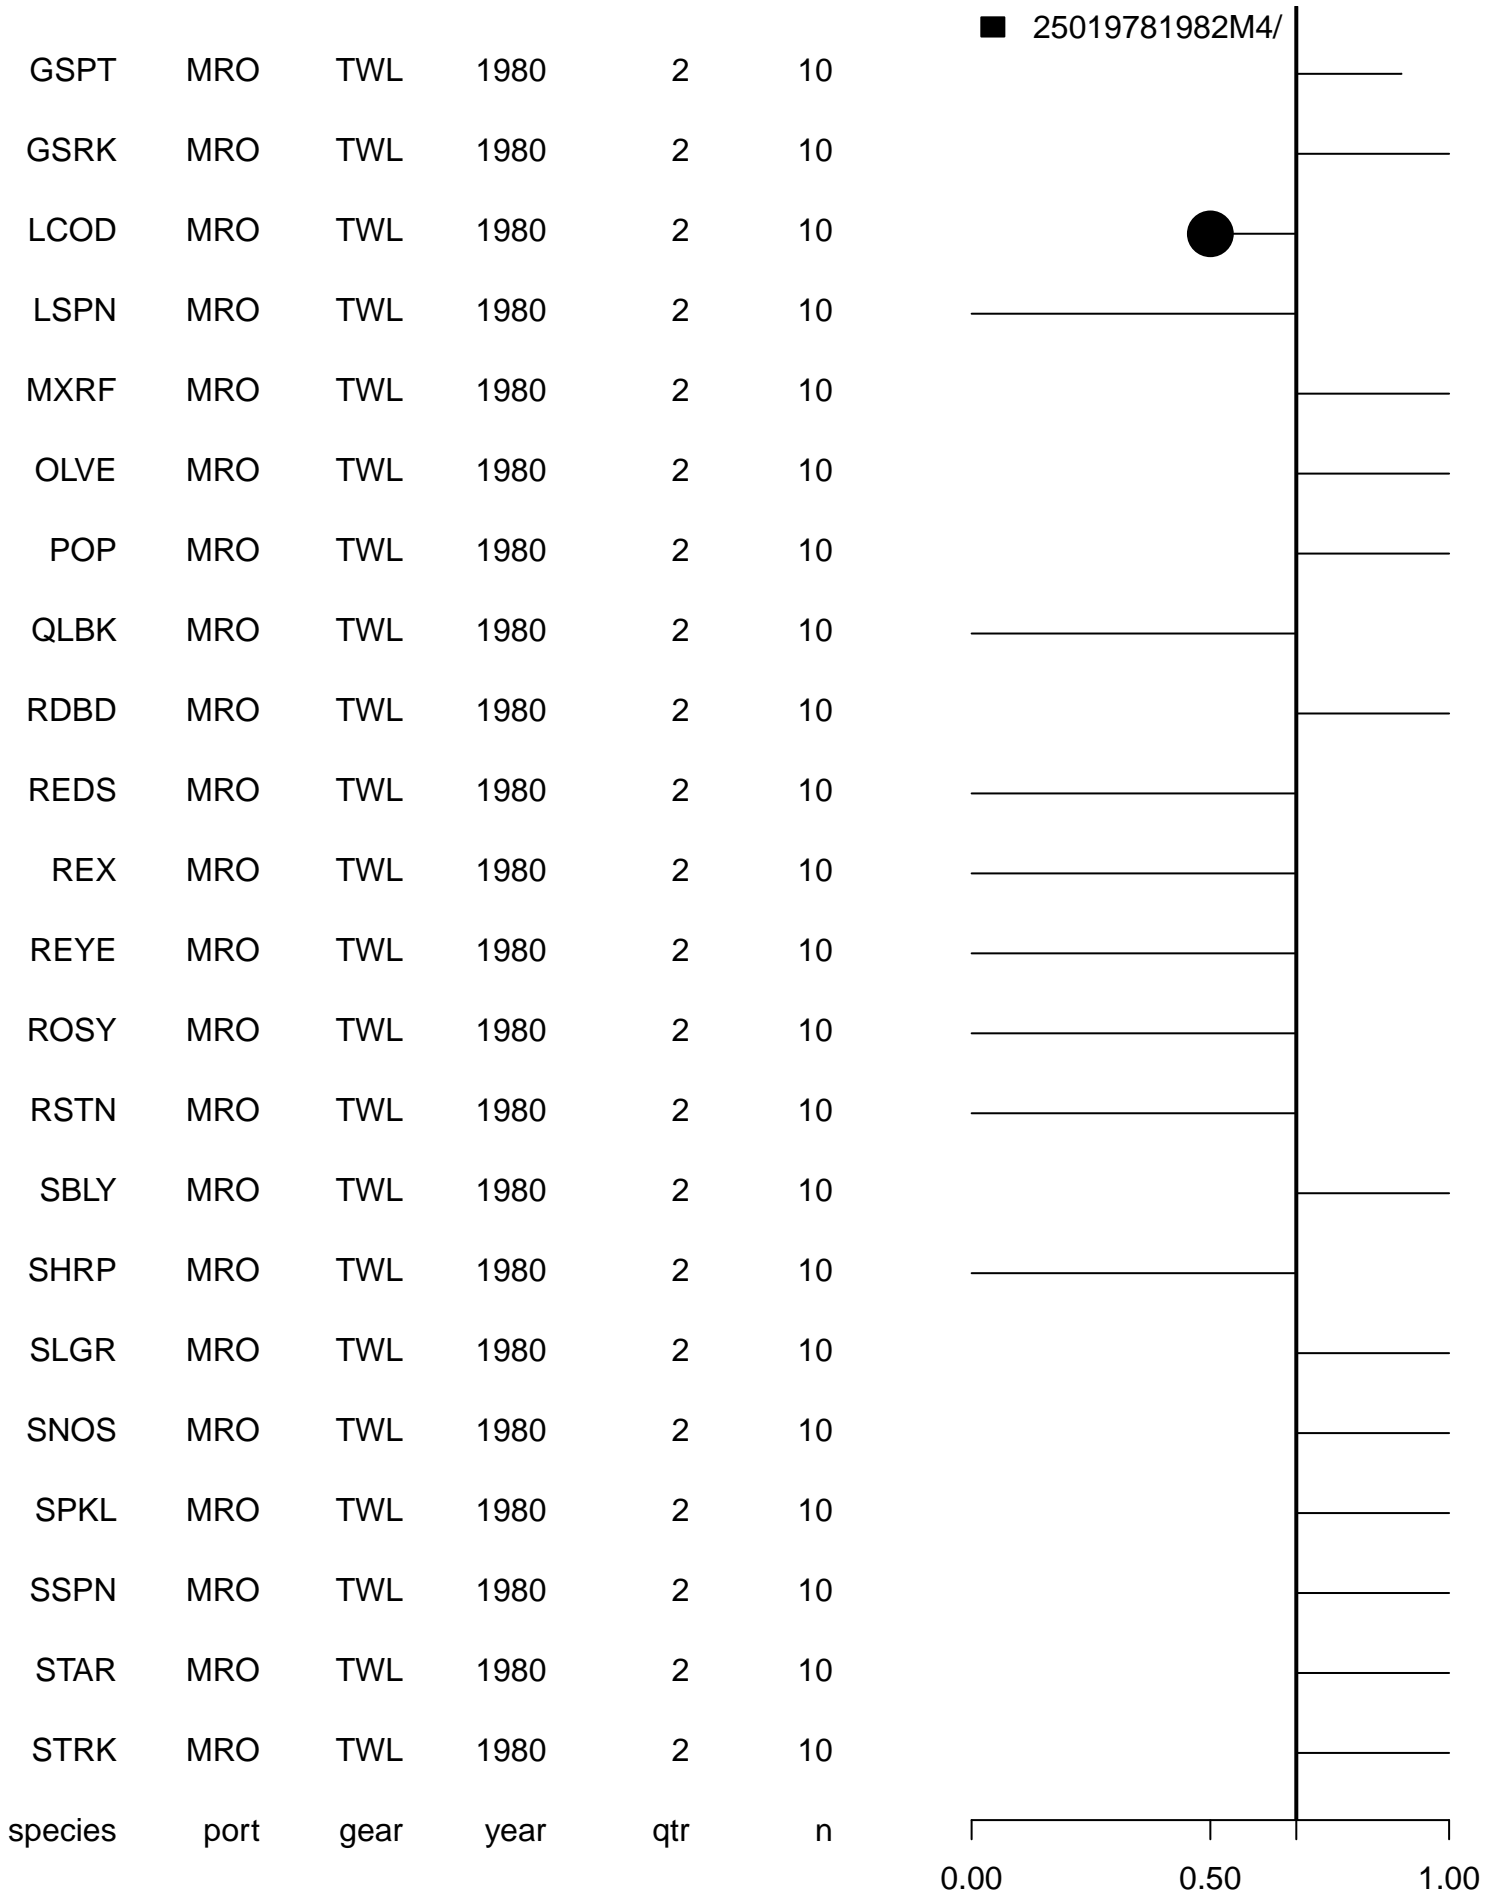 25019781982M4/
GSPT MRO TWL 1980 2 10
GSRK MRO TWL 1980 2 10
LCOD MRO TWL 1980 2 10
LSPN MRO TWL 1980 2 10
MXRF MRO TWL 1980 2 10
OLVE MRO TWL 1980 2 10
POP MRO TWL 1980 2 10
QLBK MRO TWL 1980 2 10
RDBD MRO TWL 1980 2 10
REDS MRO TWL 1980 2 10
REX MRO TWL 1980 2 10
REYE MRO TWL 1980 2 10
ROSY MRO TWL 1980 2 10
RSTN MRO TWL 1980 2 10
SBLY MRO TWL 1980 2 10
SHRP MRO TWL 1980 2 10
SLGR MRO TWL 1980 2 10
SNOS MRO TWL 1980 2 10
SPKL MRO TWL 1980 2 10
SSPN MRO TWL 1980 2 10
STAR MRO TWL 1980 2 10
STRK MRO TWL 1980 2 10
species port gear year qtr n
0.00 0.50 1.00